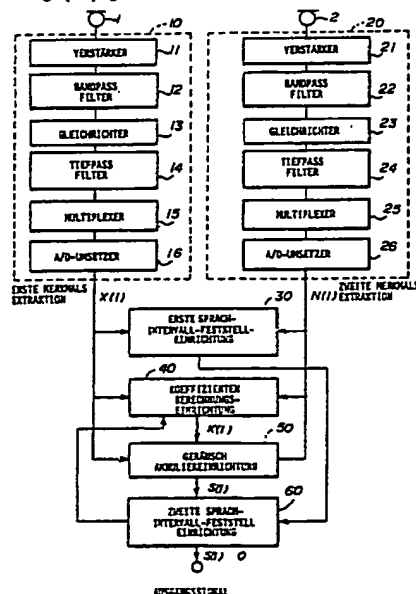 1
10
2
20
VERSTÄRKER
11
BANDPASS
FILTER
12
GLEICHRICHTER
13
TIEFPASS
FILTER
14
MULTIPLEXER
15
A/D-UMSETZER
16
VERSTÄRKER
21
BANDPASS
FILTER
22
GLEICHRICHTER
23
TIEFPASS
FILTER
24
MULTIPLEXER
25
A/D-UMSETZER
26
ERSTE MERKMALS
EXTRAKTION
X(i)
N(i)
ZWEITE MERKMALS
EXTRAKTION
30
ERSTE SPRACH-
INTERVALL-FESTSTELL-
EINRICHTUNG
40
KOEFFIZIENTEN
BERECHNUNGS-
EINRICHTUNG
K(i)
50
GERÄUSCH
S(i)
60
ZWEITE SPRACH-
INTERVALL-FESTSTELL
EINRICHTUNG
S(i) 0
AUSGANGSSIGNAL